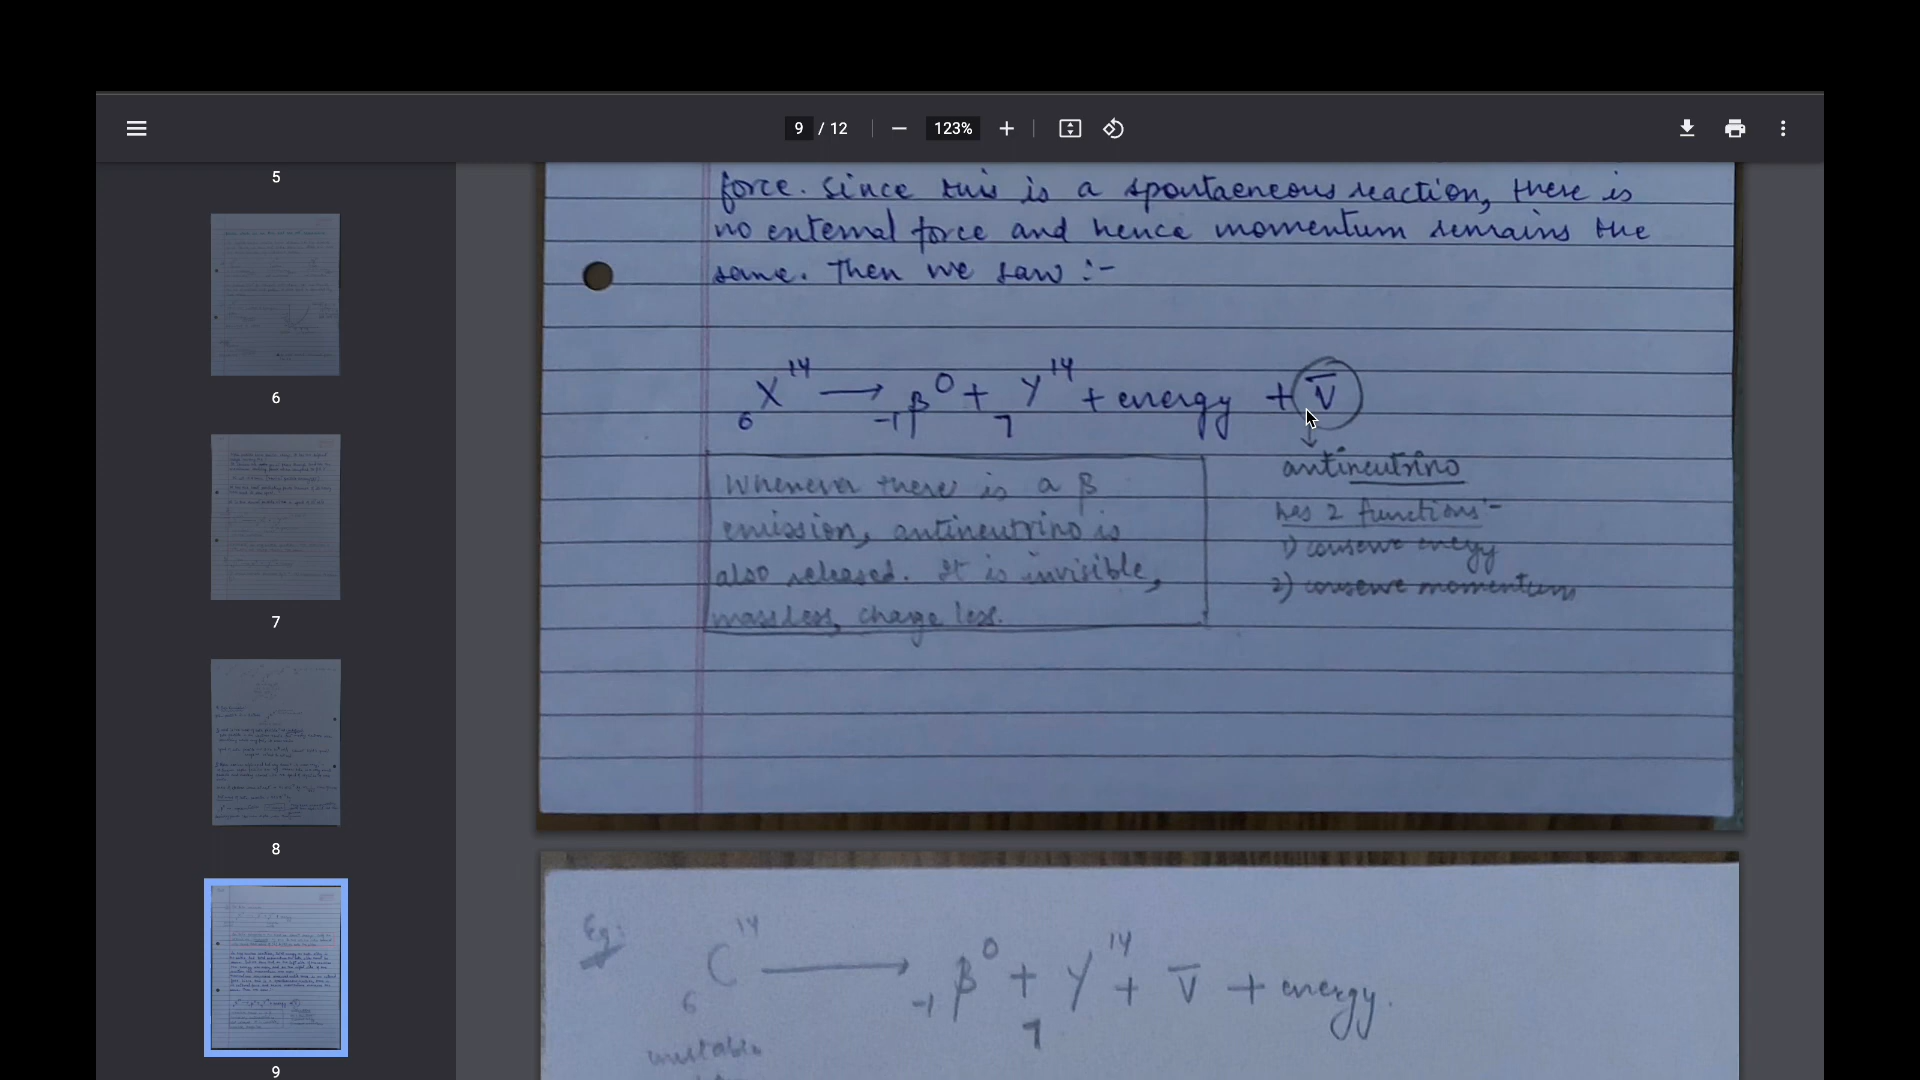 9 / 12
123%
5
6
7
8
9
force. Since this is a spontaeneous reaction, there is
no external force and hence momentum remains the
same. Then we saw :-
₆X¹⁴ → ₋₁β⁰ + ₇Y¹⁴ + energy + v̅
antineutrino
has 2 functions:-
1) conserve energy
2) conserve momentum
Whenever there is a β
emission, antineutrino is
also released. It is invisible,
massless, charge less.
Eg:
₆C¹⁴ → ₋₁β⁰ + ₇Y¹⁴ + v̅ + energy.
unstable